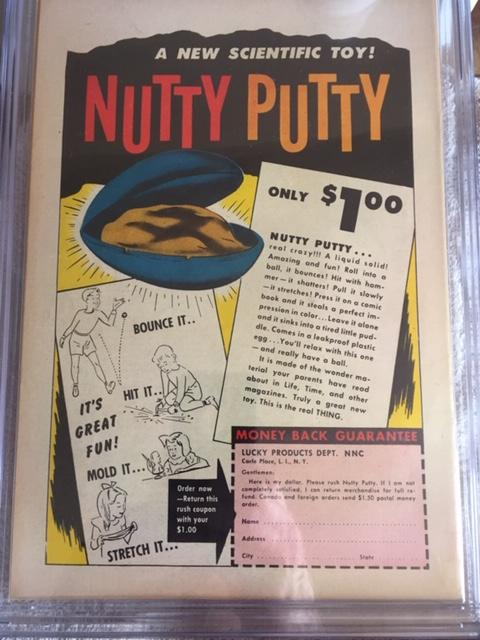 A NEW SCIENTIFIC TOY!
NUTTY PUTTY
ONLY $1.00
NUTTY PUTTY...
real crazy!!! A liquid solid!
Amazing and fun! Roll into a
ball, it bounces! Hit with ham-
mer—it shatters! Pull it slowly
—it stretches! Press it on a comic
book and it steals a perfect im-
pression in color...Leave it alone
and it sinks into a tired little pud-
dle. Comes in a leakproof plastic
egg...You'll relax with this one
—and really have a ball.
It is made of the wonder ma-
terial your parents have read
about in Life, Time, and other
magazines. Truly a great new
toy. This is the real THING.
BOUNCE IT..
HIT IT..
IT'S
GREAT
FUN!
MOLD IT...
STRETCH IT...
Order now
—Return this
rush coupon
with your
$1.00
MONEY BACK GUARANTEE
LUCKY PRODUCTS DEPT. NNC
Carle Place, L. I., N. Y.
Gentlemen:
Here is my dollar. Please rush Nutty Putty. If I am not
completely satisfied, I can return merchandise for full re-
fund. Canada and foreign orders send $1.50 postal money
order.
Name
Address
City State